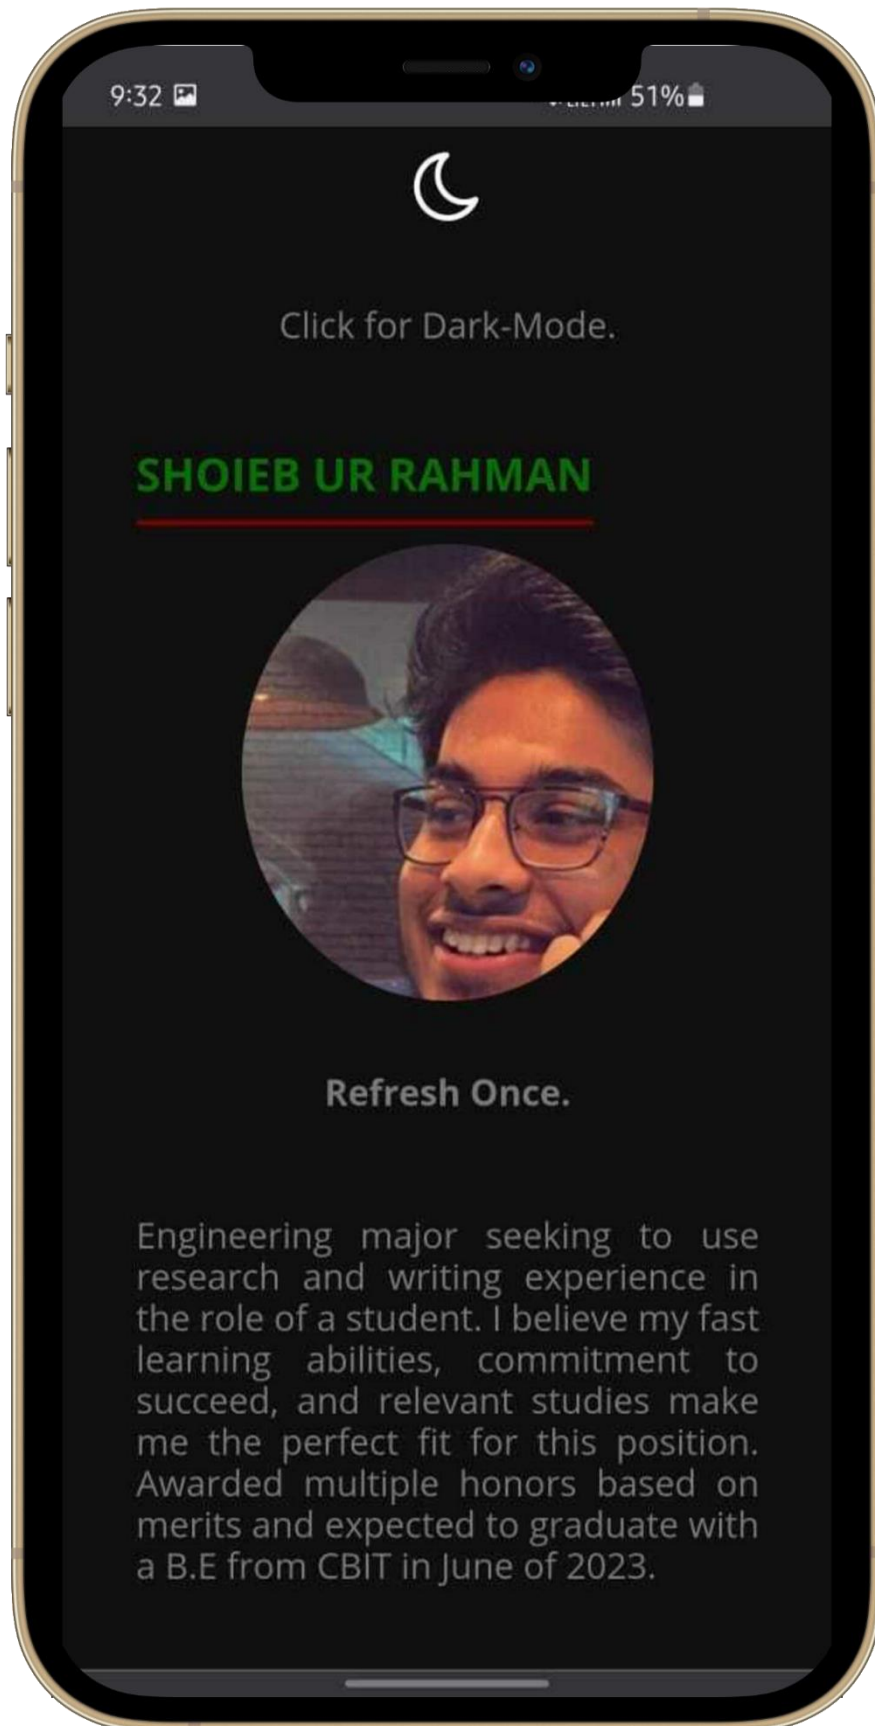 9:32 51%
Click for Dark-Mode.
SHOIEB UR RAHMAN
Refresh Once.
Engineering major seeking to use
research and writing experience in
the role of a student. I believe my fast
learning abilities, commitment to
succeed, and relevant studies make
me the perfect fit for this position.
Awarded multiple honors based on
merits and expected to graduate with
a B.E from CBIT in June of 2023.